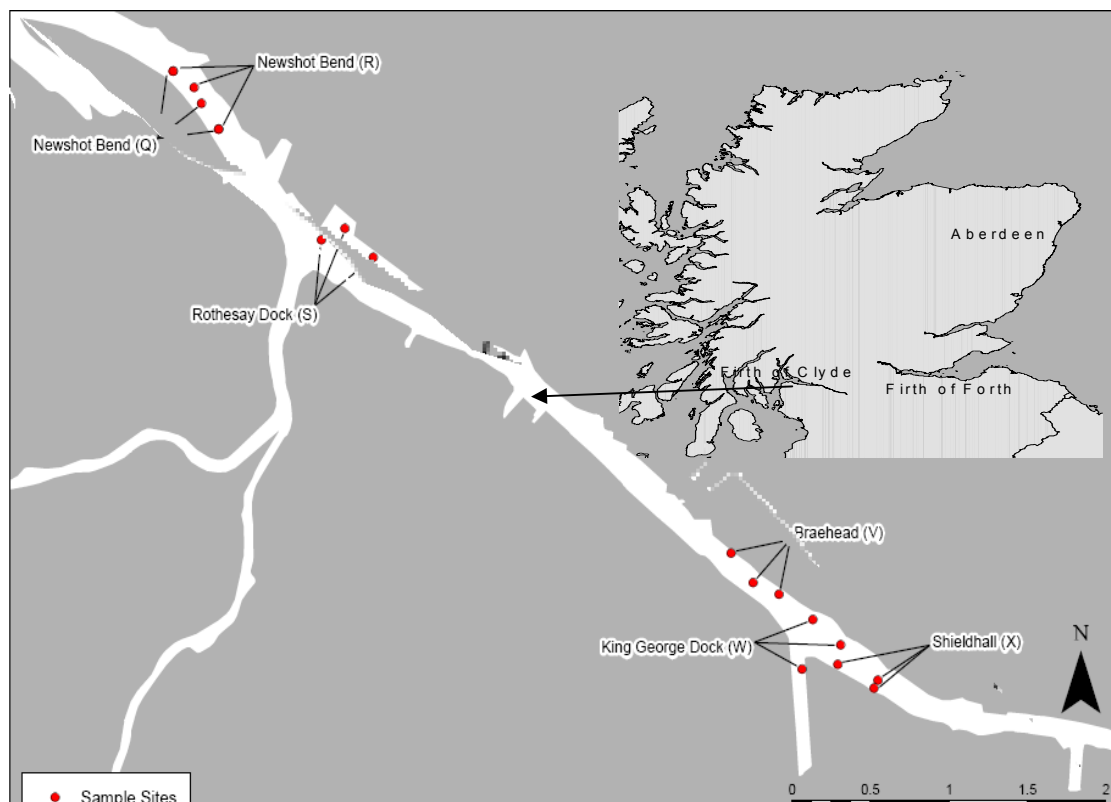 Newshot Bend (R)
Newshot Bend (Q)
Rothesay Dock (S)
Aberdeen
Firth of Clyde
Firth of Forth
Braehead (V)
King George Dock (W)
Shieldhall (X)
N
Sample Sites
0 0.5 1 1.5 2